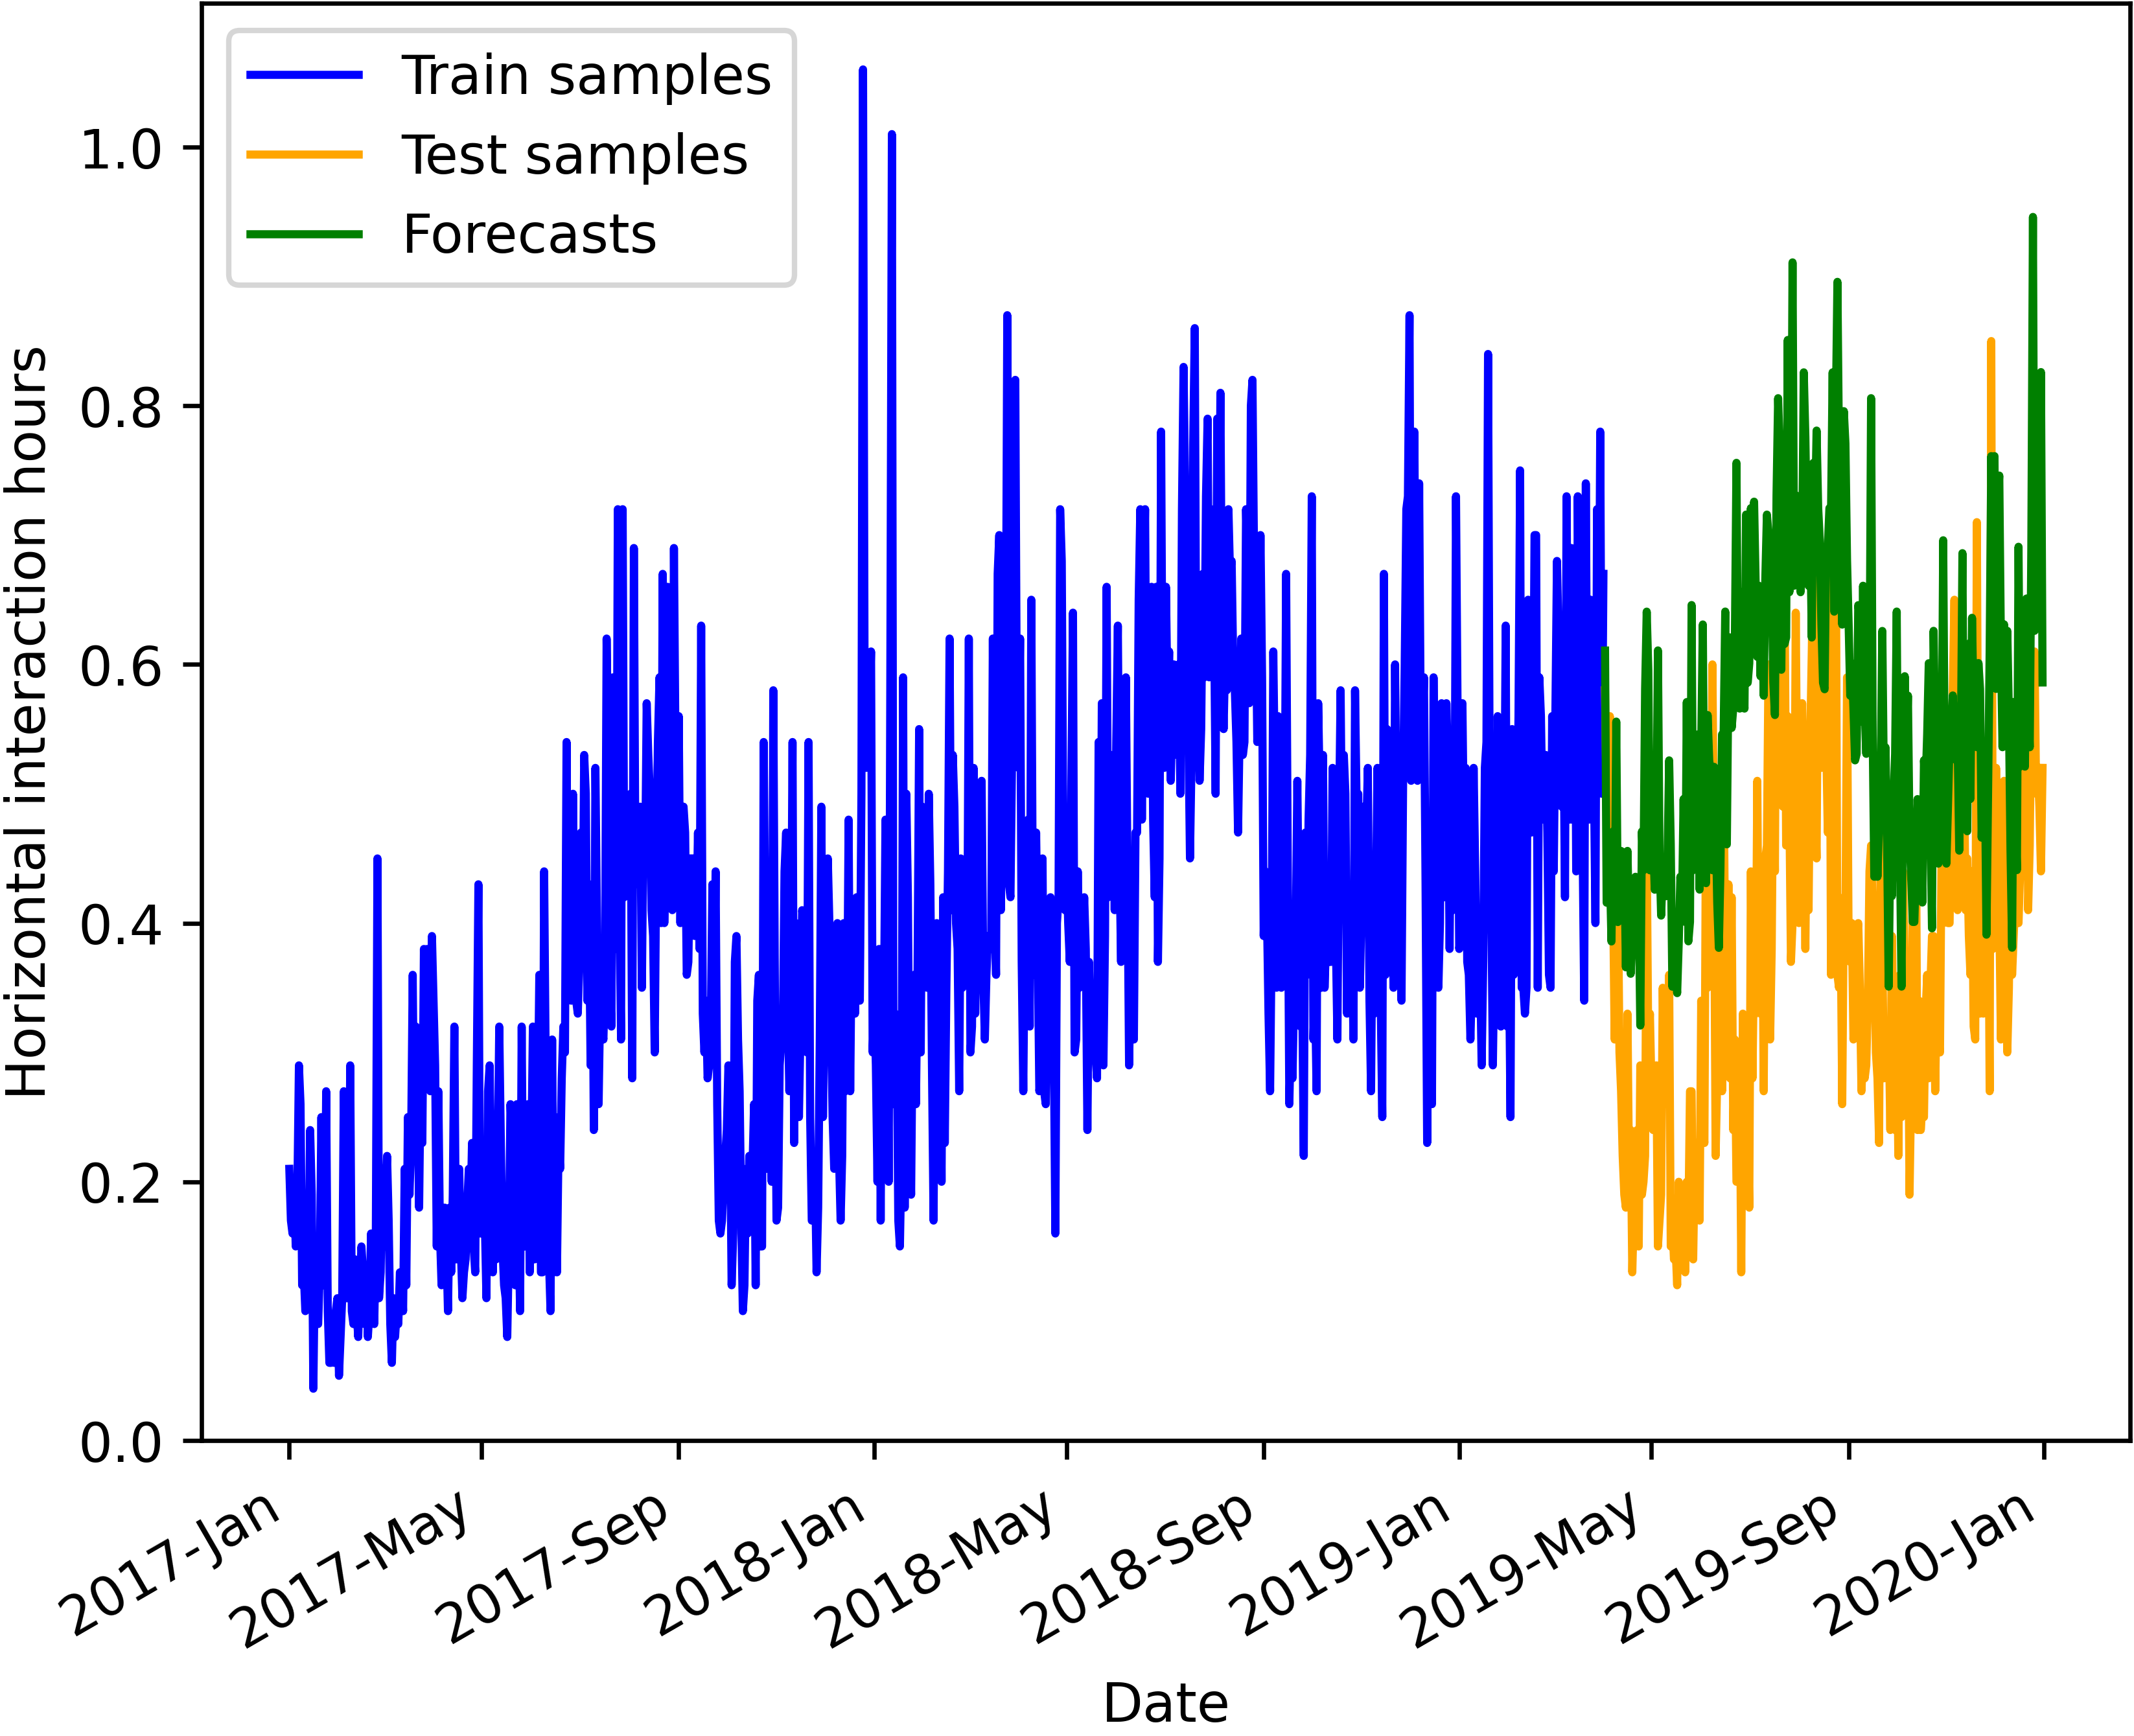 Train samples
Test samples
Forecasts
Horizontal interaction hours
1.0
0.8
0.6
0.4
0.2
0.0
2017-Jan
2017-May
2017-Sep
2018-Jan
2018-May
2018-Sep
2019-Jan
2019-May
2019-Sep
2020-Jan
Date